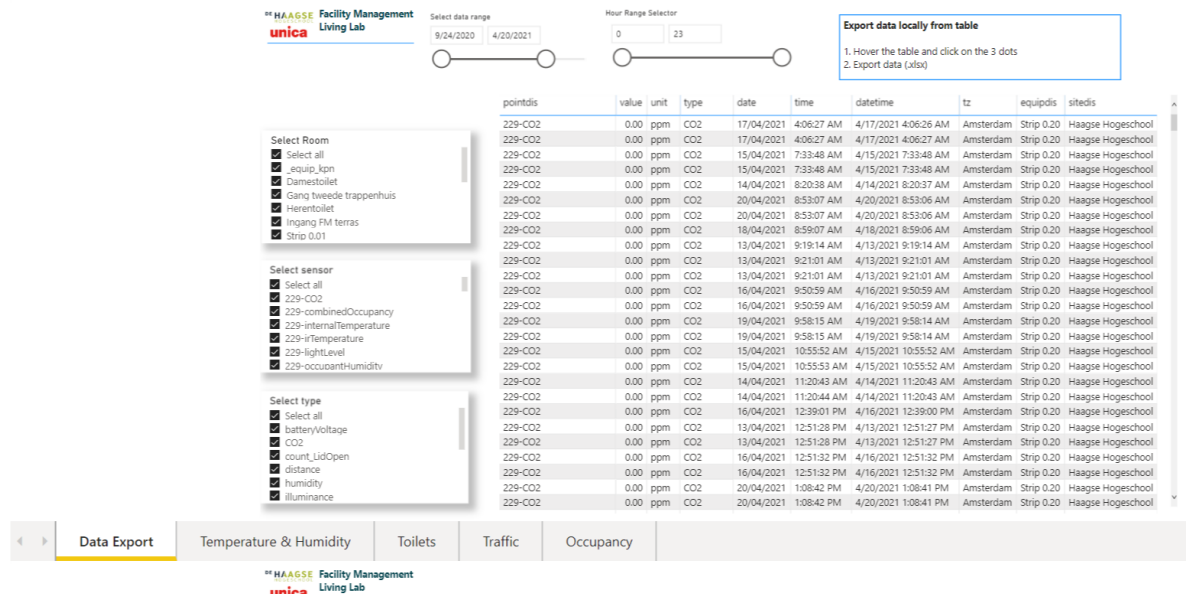 DE HAAGSE Facility Management
unica Living Lab
Select data range
9/24/2020 4/20/2021
Hour Range Selector
0 23
Export data locally from table
1. Hover the table and click on the 3 dots
2. Export data (.xlsx)
Select Room
Select all
_equip_kpn
Damestoilet
Gang tweede trappenhuis
Herentoilet
Ingang FM terras
Strip 0.01
Select sensor
Select all
229-CO2
229-combinedOccupancy
229-internalTemperature
229-irTemperature
229-lightLevel
229-occupantHumidity
Select type
Select all
batteryVoltage
CO2
count_LidOpen
distance
humidity
illuminance
pointdis value unit type date time datetime tz equipdis sitedis
229-CO2 0.00 ppm CO2 17/04/2021 4:06:27 AM 4/17/2021 4:06:26 AM Amsterdam Strip 0.20 Haagse Hogeschool
229-CO2 0.00 ppm CO2 17/04/2021 4:06:27 AM 4/17/2021 4:06:27 AM Amsterdam Strip 0.20 Haagse Hogeschool
229-CO2 0.00 ppm CO2 15/04/2021 7:33:48 AM 4/15/2021 7:33:48 AM Amsterdam Strip 0.20 Haagse Hogeschool
229-CO2 0.00 ppm CO2 15/04/2021 7:33:48 AM 4/15/2021 7:33:48 AM Amsterdam Strip 0.20 Haagse Hogeschool
229-CO2 0.00 ppm CO2 14/04/2021 8:20:38 AM 4/14/2021 8:20:37 AM Amsterdam Strip 0.20 Haagse Hogeschool
229-CO2 0.00 ppm CO2 20/04/2021 8:53:07 AM 4/20/2021 8:53:06 AM Amsterdam Strip 0.20 Haagse Hogeschool
229-CO2 0.00 ppm CO2 20/04/2021 8:53:07 AM 4/20/2021 8:53:06 AM Amsterdam Strip 0.20 Haagse Hogeschool
229-CO2 0.00 ppm CO2 18/04/2021 8:59:07 AM 4/18/2021 8:59:06 AM Amsterdam Strip 0.20 Haagse Hogeschool
229-CO2 0.00 ppm CO2 13/04/2021 9:19:14 AM 4/13/2021 9:19:14 AM Amsterdam Strip 0.20 Haagse Hogeschool
229-CO2 0.00 ppm CO2 13/04/2021 9:21:01 AM 4/13/2021 9:21:01 AM Amsterdam Strip 0.20 Haagse Hogeschool
229-CO2 0.00 ppm CO2 13/04/2021 9:21:01 AM 4/13/2021 9:21:01 AM Amsterdam Strip 0.20 Haagse Hogeschool
229-CO2 0.00 ppm CO2 16/04/2021 9:50:59 AM 4/16/2021 9:50:59 AM Amsterdam Strip 0.20 Haagse Hogeschool
229-CO2 0.00 ppm CO2 16/04/2021 9:50:59 AM 4/16/2021 9:50:59 AM Amsterdam Strip 0.20 Haagse Hogeschool
229-CO2 0.00 ppm CO2 19/04/2021 9:58:15 AM 4/19/2021 9:58:14 AM Amsterdam Strip 0.20 Haagse Hogeschool
229-CO2 0.00 ppm CO2 19/04/2021 9:58:15 AM 4/19/2021 9:58:14 AM Amsterdam Strip 0.20 Haagse Hogeschool
229-CO2 0.00 ppm CO2 15/04/2021 10:55:52 AM 4/15/2021 10:55:52 AM Amsterdam Strip 0.20 Haagse Hogeschool
229-CO2 0.00 ppm CO2 15/04/2021 10:55:53 AM 4/15/2021 10:55:52 AM Amsterdam Strip 0.20 Haagse Hogeschool
229-CO2 0.00 ppm CO2 14/04/2021 11:20:43 AM 4/14/2021 11:20:43 AM Amsterdam Strip 0.20 Haagse Hogeschool
229-CO2 0.00 ppm CO2 14/04/2021 11:20:44 AM 4/14/2021 11:20:43 AM Amsterdam Strip 0.20 Haagse Hogeschool
229-CO2 0.00 ppm CO2 16/04/2021 12:39:01 PM 4/16/2021 12:39:00 PM Amsterdam Strip 0.20 Haagse Hogeschool
229-CO2 0.00 ppm CO2 13/04/2021 12:51:28 PM 4/13/2021 12:51:27 PM Amsterdam Strip 0.20 Haagse Hogeschool
229-CO2 0.00 ppm CO2 13/04/2021 12:51:28 PM 4/13/2021 12:51:27 PM Amsterdam Strip 0.20 Haagse Hogeschool
229-CO2 0.00 ppm CO2 16/04/2021 12:51:32 PM 4/16/2021 12:51:32 PM Amsterdam Strip 0.20 Haagse Hogeschool
229-CO2 0.00 ppm CO2 16/04/2021 12:51:32 PM 4/16/2021 12:51:32 PM Amsterdam Strip 0.20 Haagse Hogeschool
229-CO2 0.00 ppm CO2 20/04/2021 1:08:42 PM 4/20/2021 1:08:41 PM Amsterdam Strip 0.20 Haagse Hogeschool
229-CO2 0.00 ppm CO2 20/04/2021 1:08:42 PM 4/20/2021 1:08:41 PM Amsterdam Strip 0.20 Haagse Hogeschool
Data Export Temperature & Humidity Toilets Traffic Occupancy
DE HAAGSE Facility Management
unica Living Lab